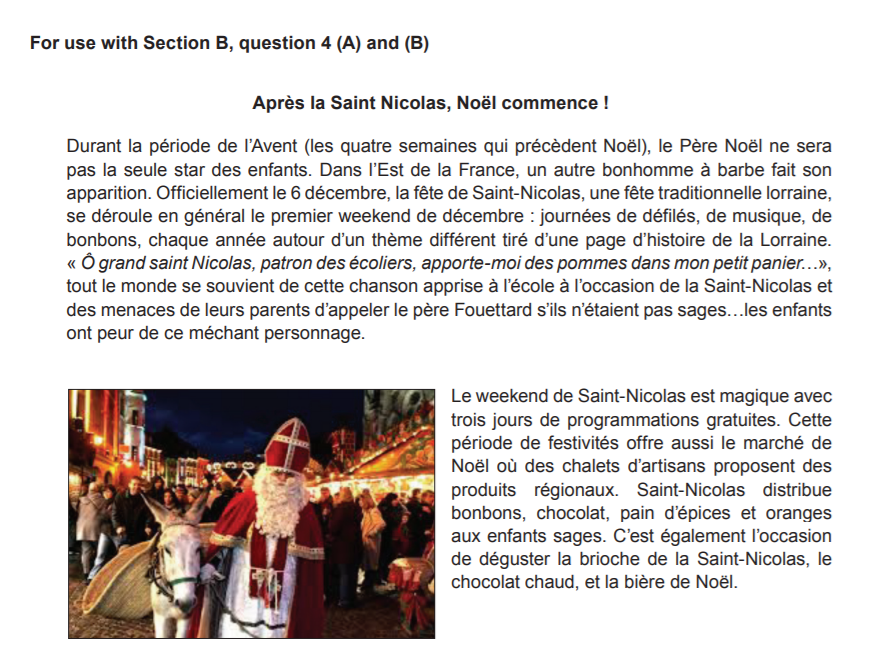 For use with Section B, question 4 (A) and (B)
Après la Saint Nicolas, Noël commence !
Durant la période de l’Avent (les quatre semaines qui précèdent Noël), le Père Noël ne sera
pas la seule star des enfants. Dans l’Est de la France, un autre bonhomme à barbe fait son
apparition. Officiellement le 6 décembre, la fête de Saint-Nicolas, une fête traditionnelle lorraine,
se déroule en général le premier weekend de décembre : journées de défilés, de musique, de
bonbons, chaque année autour d’un thème différent tiré d’une page d’histoire de la Lorraine.
« Ô grand saint Nicolas, patron des écoliers, apporte-moi des pommes dans mon petit panier…»,
tout le monde se souvient de cette chanson apprise à l’école à l’occasion de la Saint-Nicolas et
des menaces de leurs parents d’appeler le père Fouettard s’ils n’étaient pas sages…les enfants
ont peur de ce méchant personnage.
Le weekend de Saint-Nicolas est magique avec
trois jours de programmations gratuites. Cette
période de festivités offre aussi le marché de
Noël où des chalets d’artisans proposent des
produits régionaux. Saint-Nicolas distribue
bonbons, chocolat, pain d’épices et oranges
aux enfants sages. C’est également l’occasion
de déguster la brioche de la Saint-Nicolas, le
chocolat chaud, et la bière de Noël.